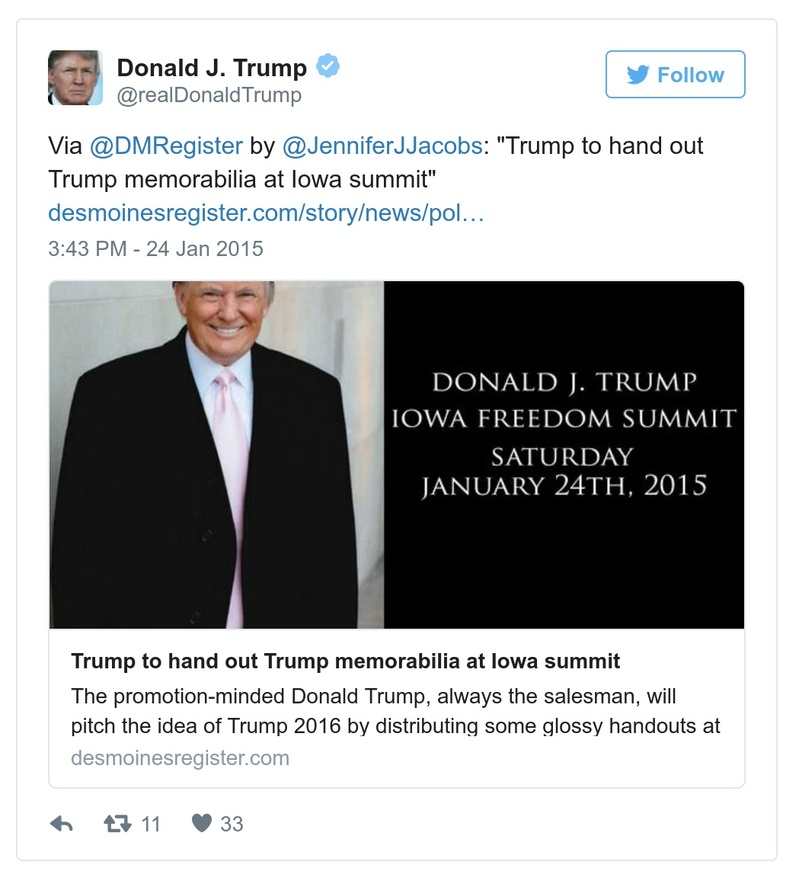 Donald J. Trump
@realDonaldTrump
Follow
Via @DMRegister by @JenniferJJacobs: "Trump to hand out
Trump memorabilia at Iowa summit"
desmoinesregister.com/story/news/pol…
3:43 PM - 24 Jan 2015
DONALD J. TRUMP
IOWA FREEDOM SUMMIT
SATURDAY
JANUARY 24TH, 2015
Trump to hand out Trump memorabilia at Iowa summit
The promotion-minded Donald Trump, always the salesman, will
pitch the idea of Trump 2016 by distributing some glossy handouts at
desmoinesregister.com
11
33